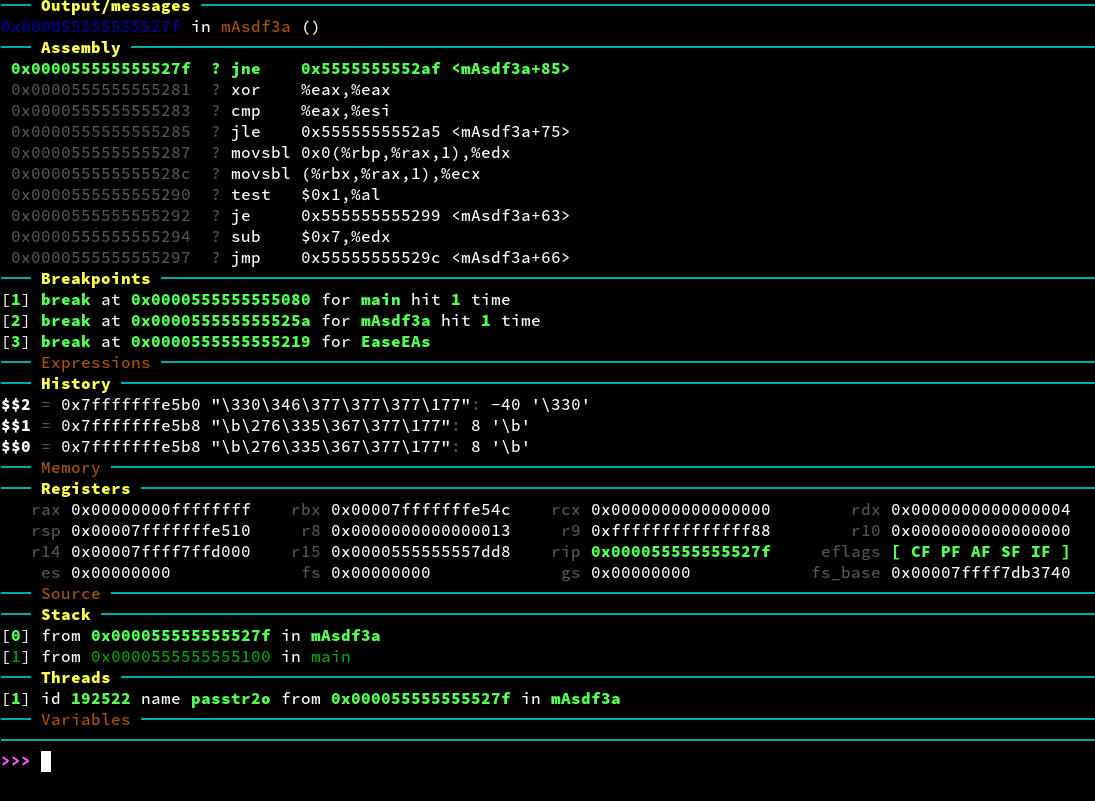 Output/messages
0x000055555555527f in mAsdf3a ()
Assembly
0x000055555555527f ? jne 0x5555555552af <mAsdf3a+85>
0x0000555555555281 ? xor %eax,%eax
0x0000555555555283 ? cmp %eax,%esi
0x0000555555555285 ? jle 0x5555555552a5 <mAsdf3a+75>
0x0000555555555287 ? movsbl 0x0(%rbp,%rax,1),%edx
0x000055555555528c ? movsbl (%rbx,%rax,1),%ecx
0x0000555555555290 ? test $0x1,%al
0x0000555555555292 ? je 0x555555555299 <mAsdf3a+63>
0x0000555555555294 ? sub $0x7,%edx
0x0000555555555297 ? jmp 0x55555555529c <mAsdf3a+66>
Breakpoints
[1] break at 0x0000555555555080 for main hit 1 time
[2] break at 0x000055555555525a for mAsdf3a hit 1 time
[3] break at 0x0000555555555219 for EaseEAs
Expressions
History
$$2 = 0x7fffffffe5b0 "\330\346\377\377\377\177": -40 '\330'
$$1 = 0x7fffffffe5b8 "\b\276\335\367\377\177": 8 '\b'
$$0 = 0x7fffffffe5b8 "\b\276\335\367\377\177": 8 '\b'
Memory
Registers
rax 0x00000000ffffffff rbx 0x00007fffffffe54c rcx 0x0000000000000000 rdx 0x0000000000000004
rsp 0x00007fffffffe510 r8 0x0000000000000013 r9 0xffffffffffffff88 r10 0x0000000000000000
r14 0x00007ffff7ffd000 r15 0x0000555555557dd8 rip 0x000055555555527f eflags [ CF PF AF SF IF ]
es 0x00000000 fs 0x00000000 gs 0x00000000 fs_base 0x00007ffff7db3740
Source
Stack
[0] from 0x000055555555527f in mAsdf3a
[1] from 0x0000555555555100 in main
Threads
[1] id 192522 name passtr2o from 0x000055555555527f in mAsdf3a
Variables
>>>